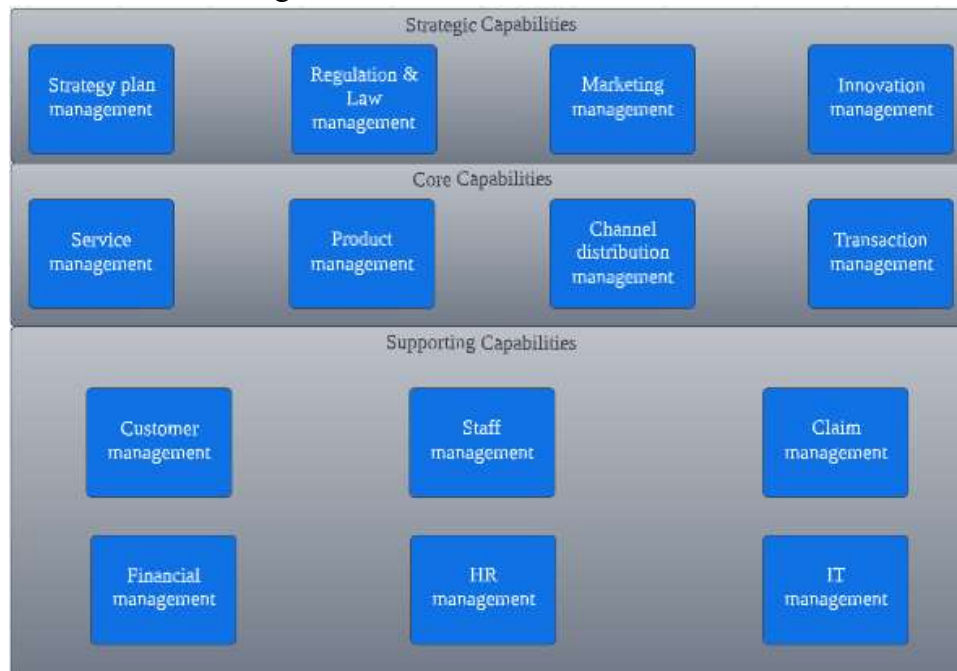 Strategic Capabilities
Strategy plan
management
Regulation &
Law
management
Marketing
management
Innovation
management
Core Capabilities
Service
management
Product
management
Channel
distribution
management
Transaction
management
Supporting Capabilities
Customer
management
Staff
management
Claim
management
Financial
management
HR
management
IT
management